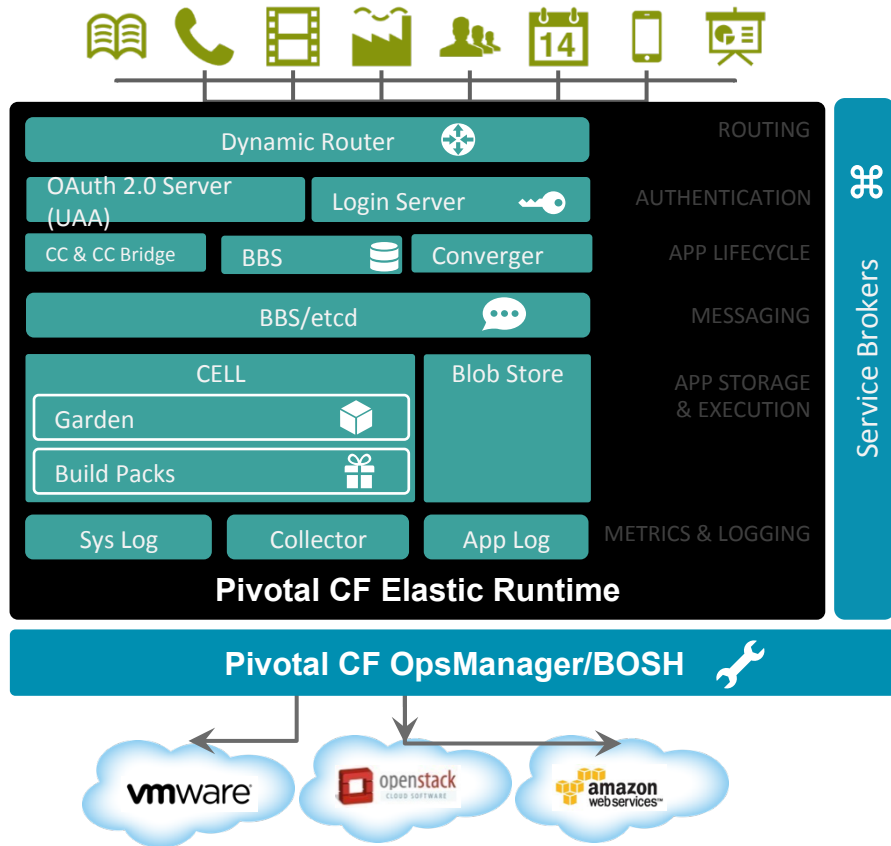 14
Dynamic Router
ROUTING
OAuth 2.0 Server
(UAA)
Login Server
AUTHENTICATION
CC & CC Bridge
BBS
Converger
APP LIFECYCLE
BBS/etcd
MESSAGING
CELL
Blob Store
APP STORAGE
& EXECUTION
Garden
Build Packs
Sys Log
Collector
App Log
METRICS & LOGGING
Pivotal CF Elastic Runtime
Service Brokers
Pivotal CF OpsManager/BOSH
vmware
openstack
CLOUD SOFTWARE
amazon
webservices™